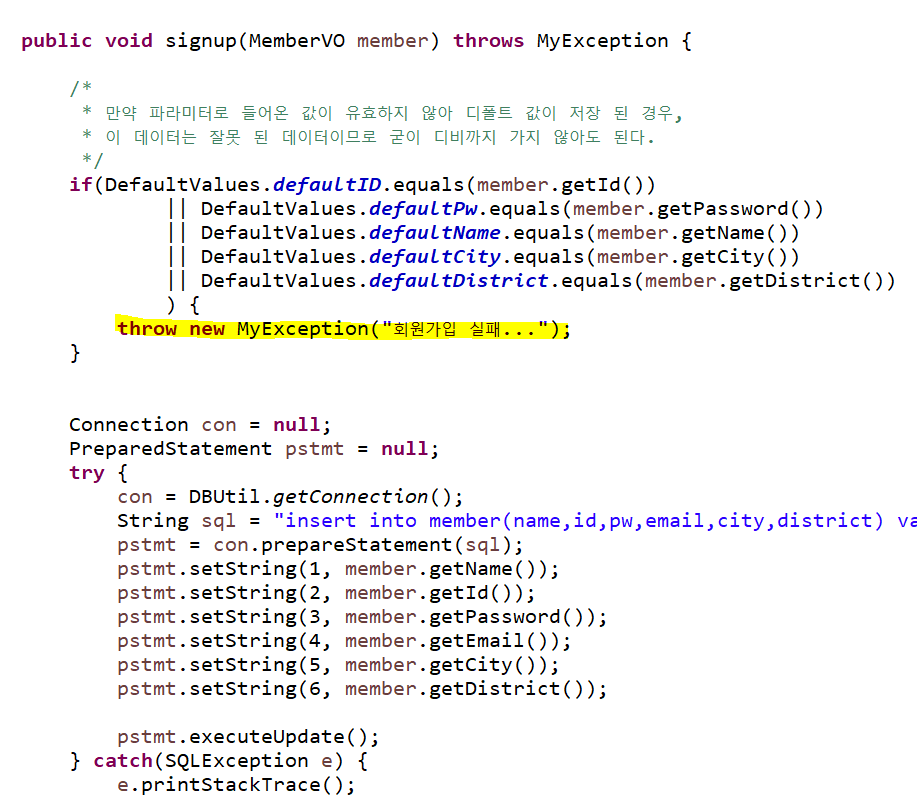 public void signup(MemberVO member) throws MyException {
/*
* 만약 파라미터로 들어온 값이 유효하지 않아 디폴트 값이 저장 된 경우,
* 이 데이터는 잘못 된 데이터이므로 굳이 디비까지 가지 않아도 된다.
*/
if(DefaultValues.defaultID.equals(member.getId())
|| DefaultValues.defaultPw.equals(member.getPassword())
|| DefaultValues.defaultName.equals(member.getName())
|| DefaultValues.defaultCity.equals(member.getCity())
|| DefaultValues.defaultDistrict.equals(member.getDistrict())
) {
throw new MyException("회원가입 실패...");
}
Connection con = null;
PreparedStatement pstmt = null;
try {
con = DBUtil.getConnection();
String sql = "insert into member(name,id,pw,email,city,district) va
pstmt = con.prepareStatement(sql);
pstmt.setString(1, member.getName());
pstmt.setString(2, member.getId());
pstmt.setString(3, member.getPassword());
pstmt.setString(4, member.getEmail());
pstmt.setString(5, member.getCity());
pstmt.setString(6, member.getDistrict());
pstmt.executeUpdate();
} catch(SQLException e) {
e.printStackTrace();